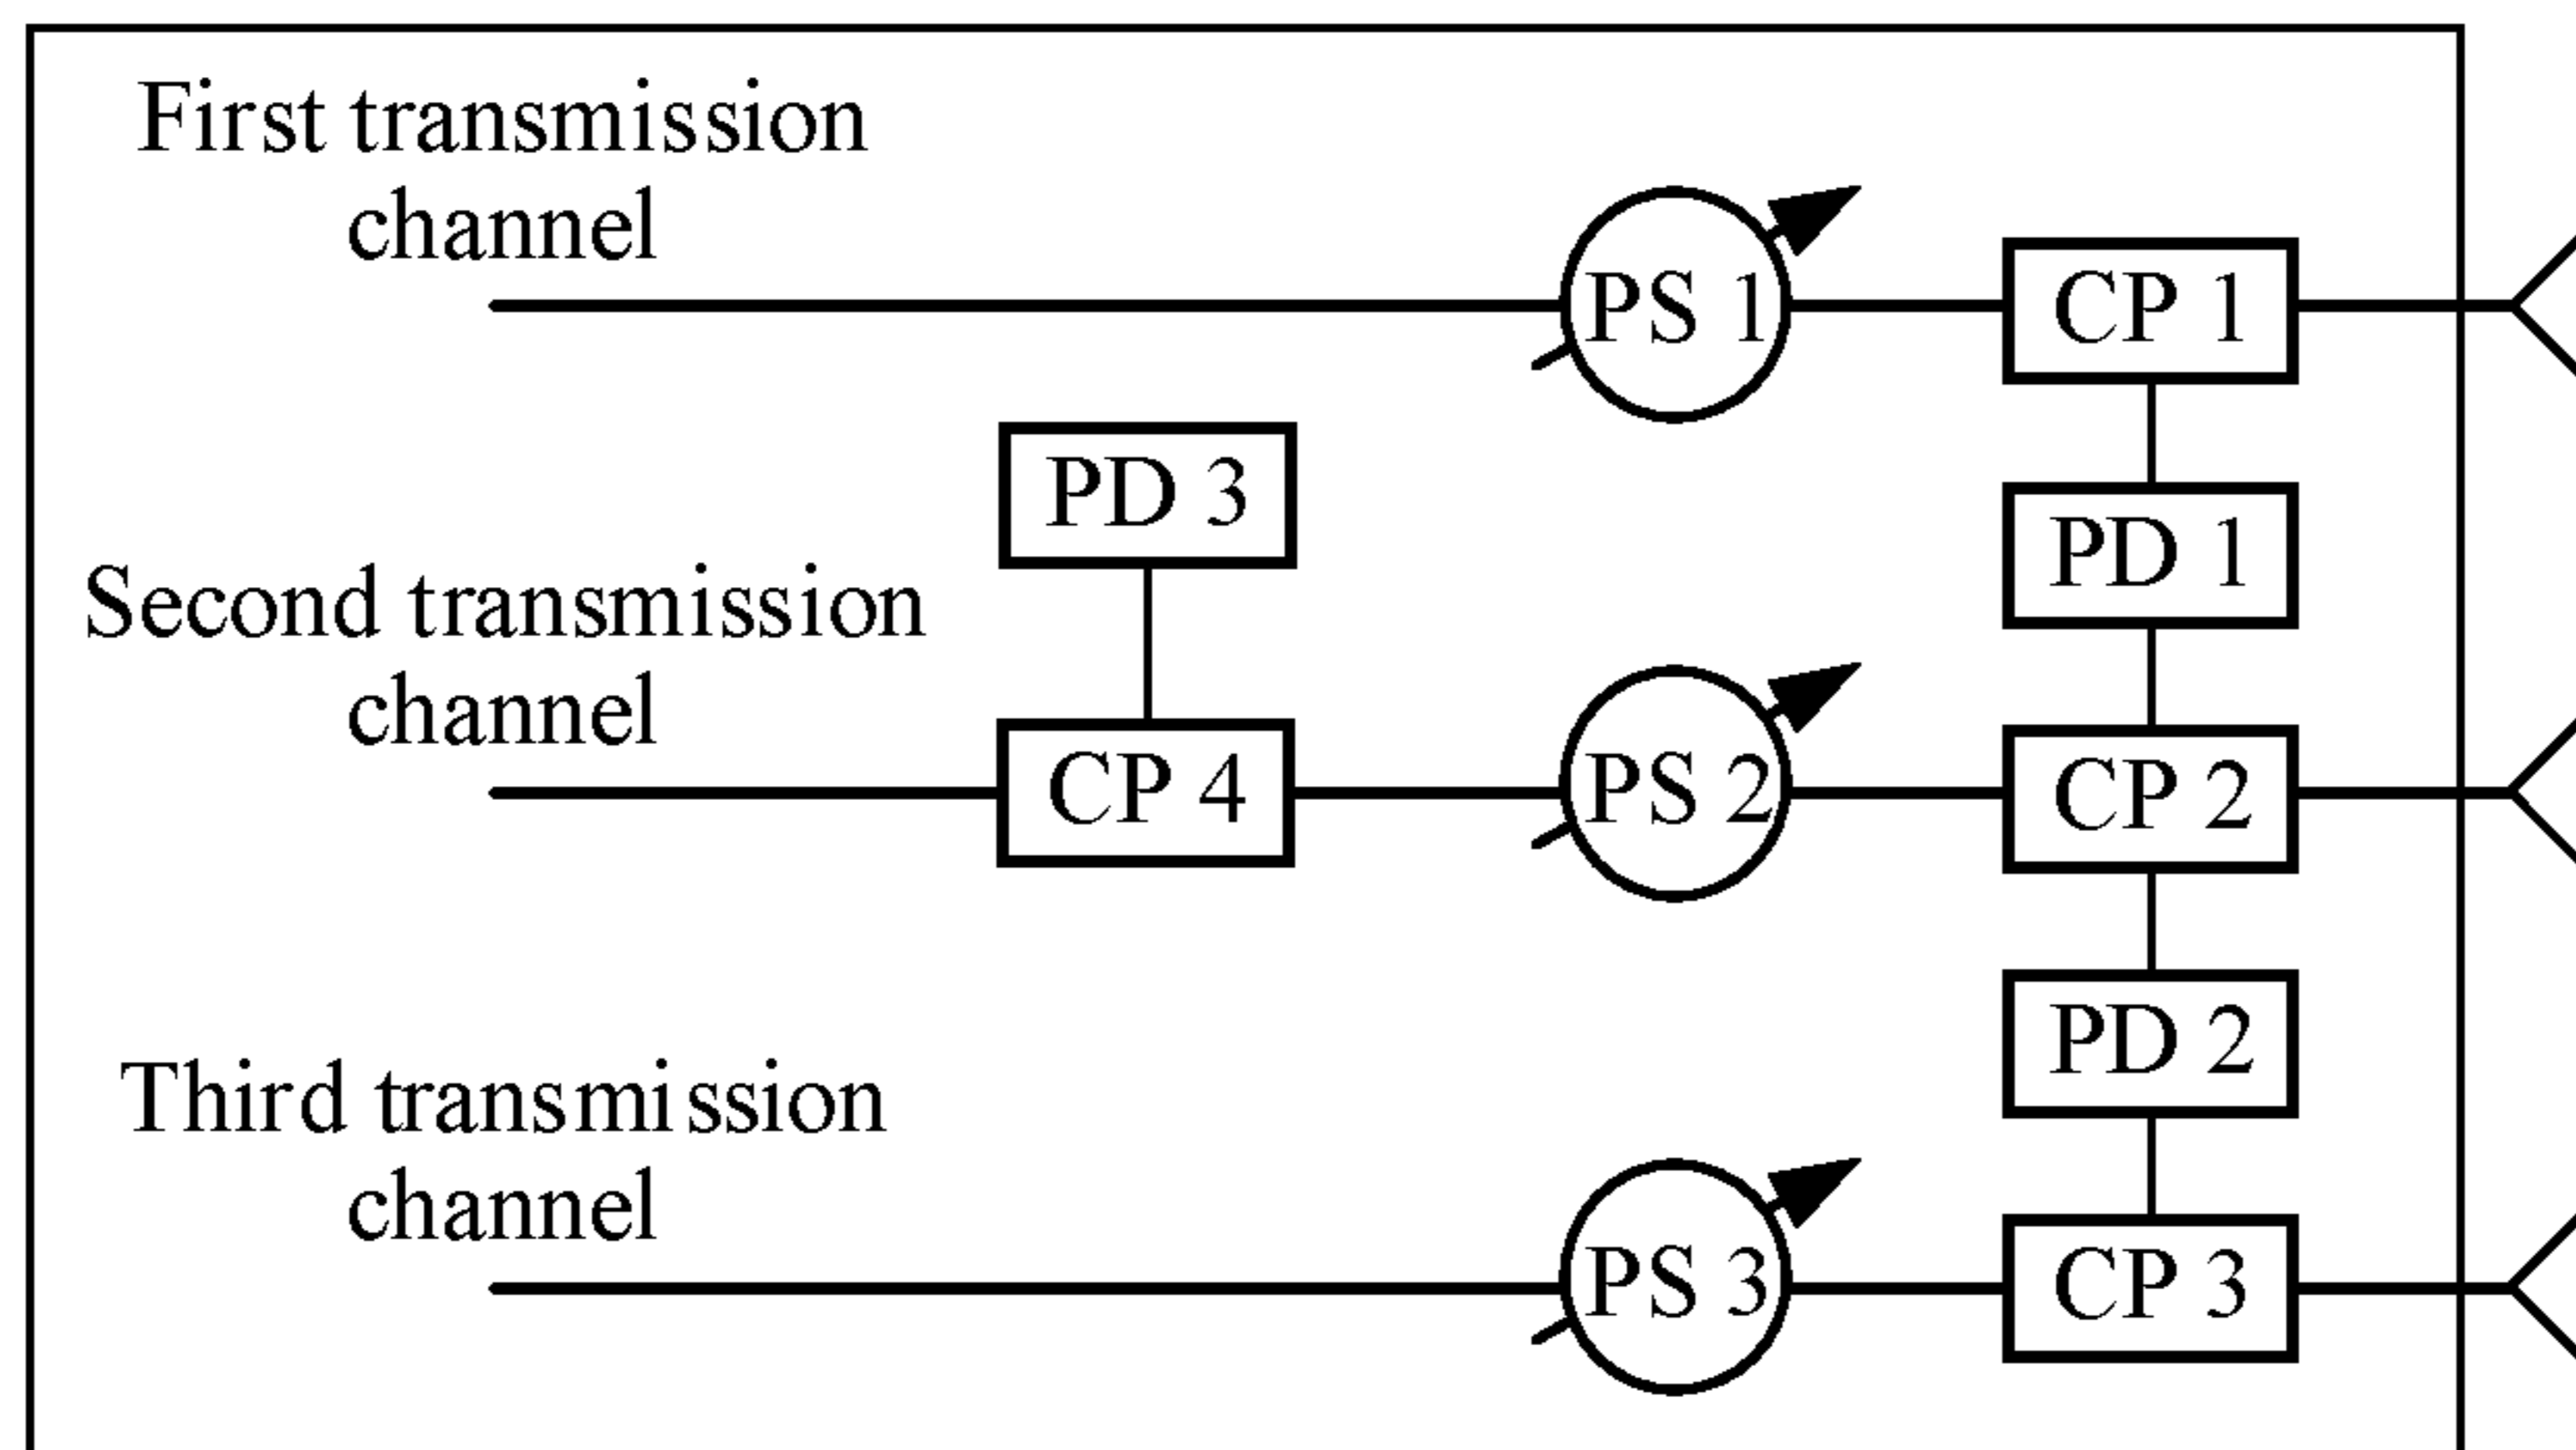 First transmission
channel
PS 1
CP 1
PD 3
PD 1
Second transmission
channel
CP 4
PS 2
CP 2
PD 2
Third transmission
channel
PS 3
CP 3